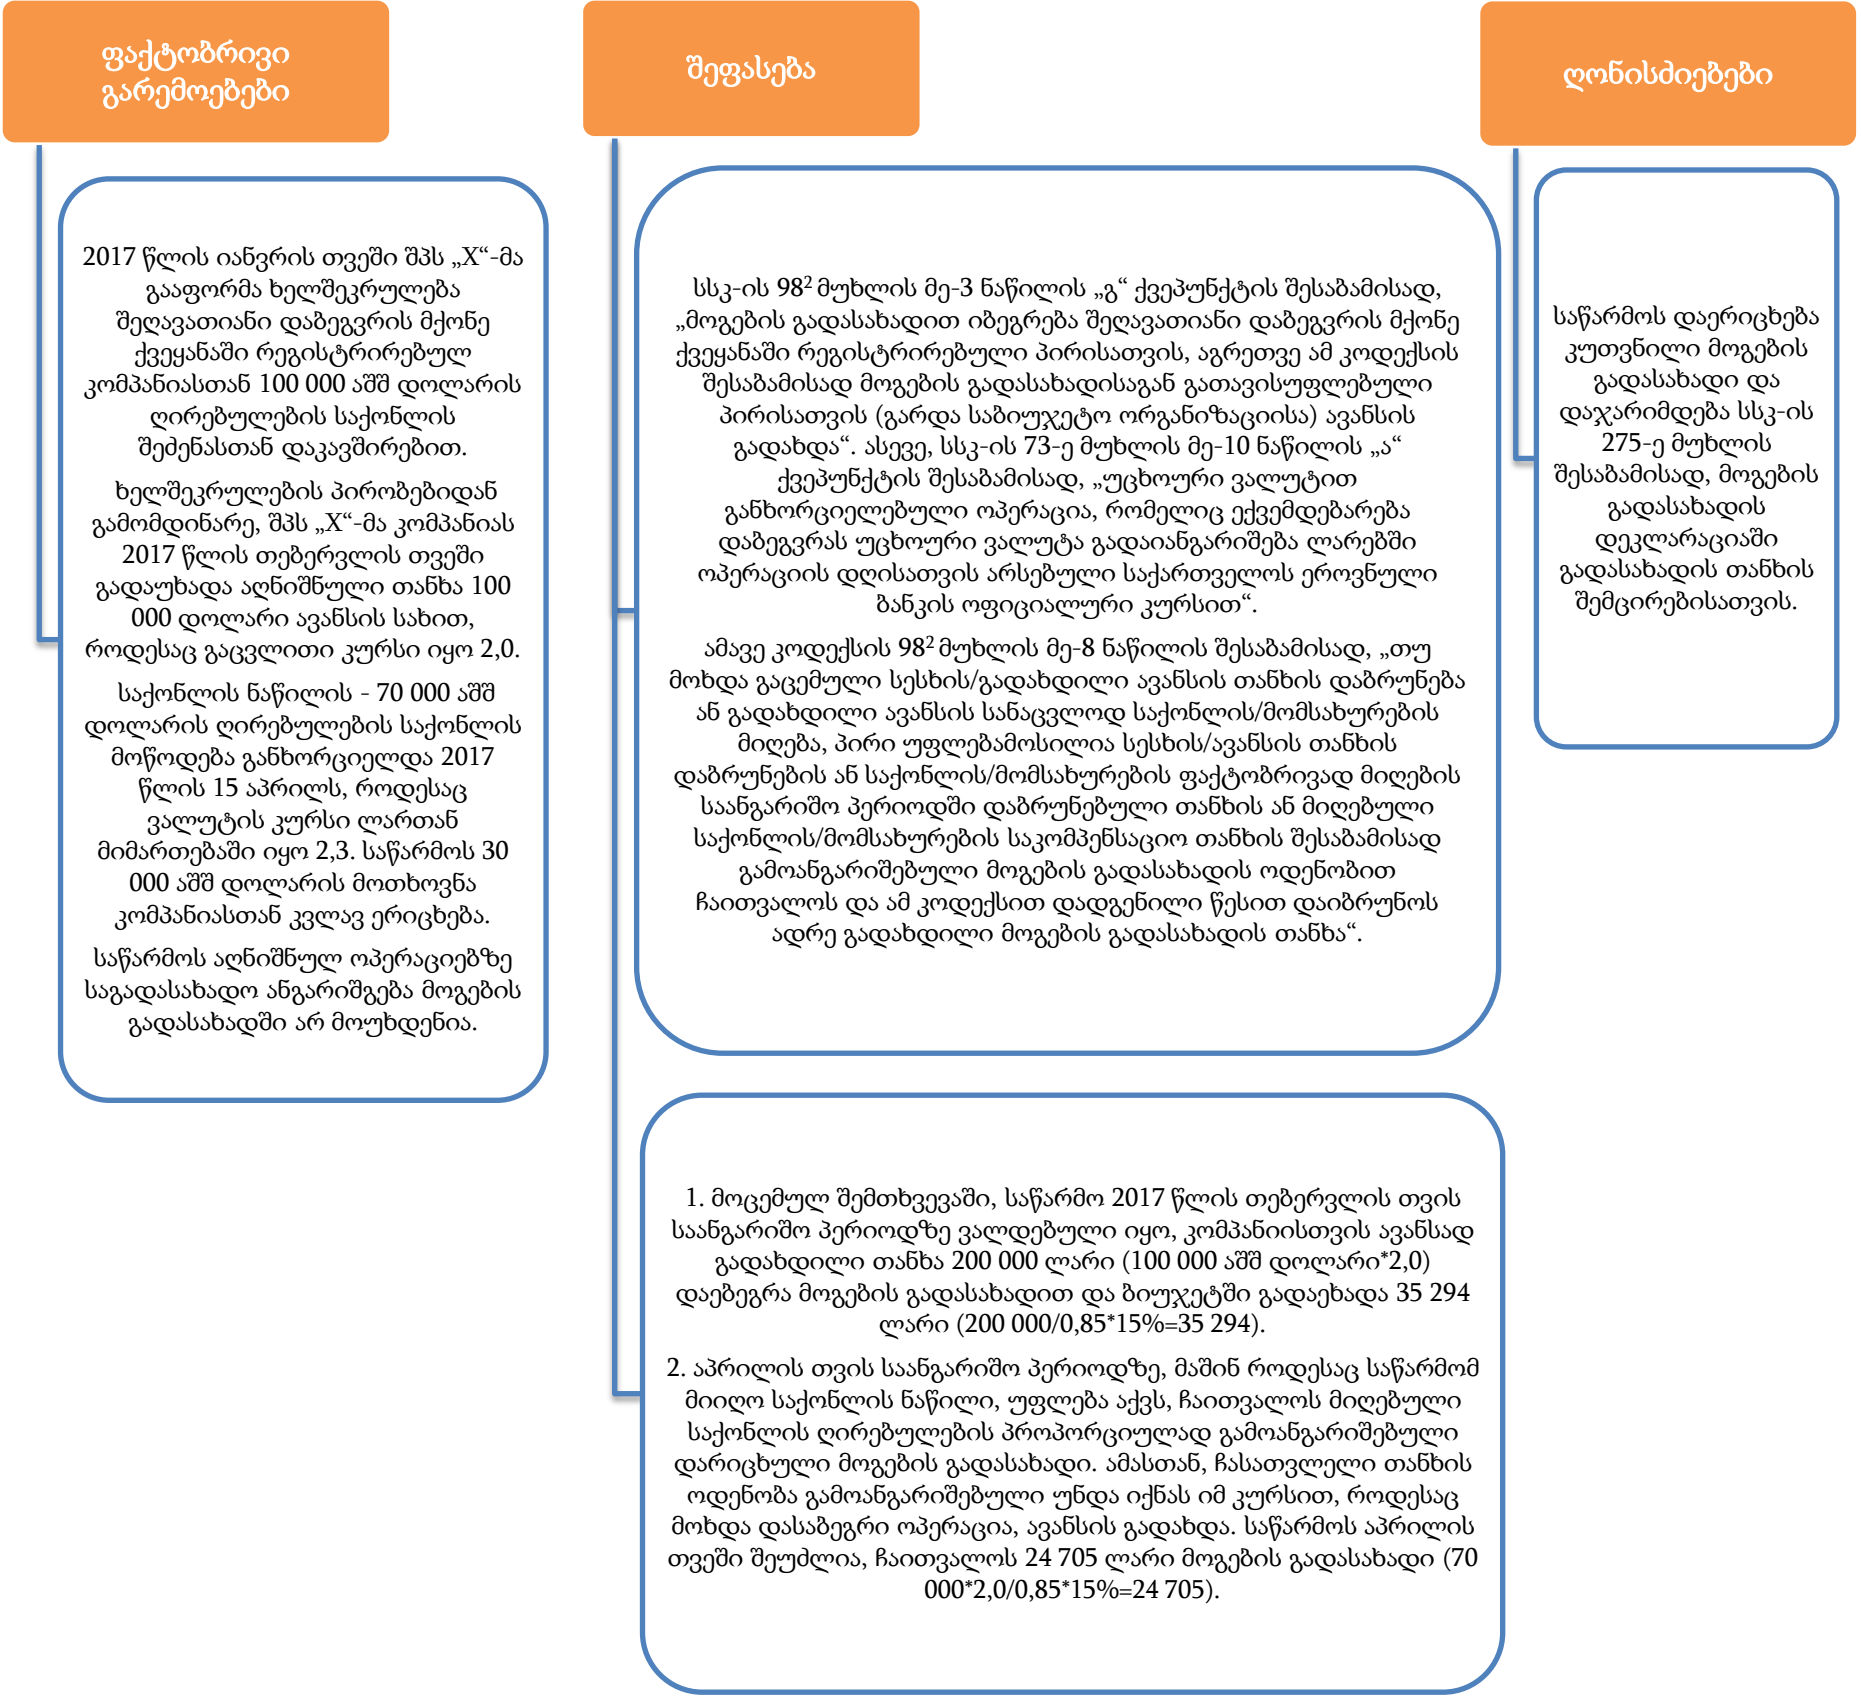 ფაქტობრივი
გარემოებები
2017 წლის იანვრის თვეში შპს „X“-მა
გააფორმა ხელშეკრულება
შეღავათიანი დაბეგვრის მქონე
ქვეყანაში რეგისტრირებულ
კომპანიასთან 100 000 აშშ დოლარის
ღირებულების საქონლის
შეძენასთან დაკავშირებით.
ხელშეკრულების პირობებიდან
გამომდინარე, შპს „X“-მა კომპანიას
2017 წლის თებერვლის თვეში
გადაუხადა აღნიშნული თანხა 100
000 დოლარი ავანსის სახით,
როდესაც გაცვლითი კურსი იყო 2,0.
საქონლის ნაწილის - 70 000 აშშ
დოლარის ღირებულების საქონლის
მოწოდება განხორციელდა 2017
წლის 15 აპრილს, როდესაც
ვალუტის კურსი ლართან
მიმართებაში იყო 2,3. საწარმოს 30
000 აშშ დოლარის მოთხოვნა
კომპანიასთან კვლავ ერიცხება.
საწარმოს აღნიშნულ ოპერაციებზე
საგადასახადო ანგარიშგება მოგების
გადასახადში არ მოუხდენია.
შეფასება
სსკ-ის 98² მუხლის მე-3 ნაწილის „გ“ ქვეპუნქტის შესაბამისად,
„მოგების გადასახადით იბეგრება შეღავათიანი დაბეგვრის მქონე
ქვეყანაში რეგისტრირებული პირისათვის, აგრეთვე ამ კოდექსის
შესაბამისად მოგების გადასახადისაგან გათავისუფლებული
პირისათვის (გარდა საბიუჯეტო ორგანიზაციისა) ავანსის
გადახდა“. ასევე, სსკ-ის 73-ე მუხლის მე-10 ნაწილის „ა“
ქვეპუნქტის შესაბამისად, „უცხოური ვალუტით
განხორციელებული ოპერაცია, რომელიც ექვემდებარება
დაბეგვრას უცხოური ვალუტა გადაიანგარიშება ლარებში
ოპერაციის დღისათვის არსებული საქართველოს ეროვნული
ბანკის ოფიციალური კურსით“.
ამავე კოდექსის 98² მუხლის მე-8 ნაწილის შესაბამისად, „თუ
მოხდა გაცემული სესხის/გადახდილი ავანსის თანხის დაბრუნება
ან გადახდილი ავანსის სანაცვლოდ საქონლის/მომსახურების
მიღება, პირი უფლებამოსილია სესხის/ავანსის თანხის
დაბრუნების ან საქონლის/მომსახურების ფაქტობრივად მიღების
საანგარიშო პერიოდში დაბრუნებული თანხის ან მიღებული
საქონლის/მომსახურების საკომპენსაციო თანხის შესაბამისად
გამოანგარიშებული მოგების გადასახადის ოდენობით
ჩაითვალოს და ამ კოდექსით დადგენილი წესით დაიბრუნოს
ადრე გადახდილი მოგების გადასახადის თანხა“.
1. მოცემულ შემთხვევაში, საწარმო 2017 წლის თებერვლის თვის
საანგარიშო პერიოდზე ვალდებული იყო, კომპანიისთვის ავანსად
გადახდილი თანხა 200 000 ლარი (100 000 აშშ დოლარი*2,0)
დაებეგრა მოგების გადასახადით და ბიუჯეტში გადაეხადა 35 294
ლარი (200 000/0,85*15%=35 294).
2. აპრილის თვის საანგარიშო პერიოდზე, მაშინ როდესაც საწარმომ
მიიღო საქონლის ნაწილი, უფლება აქვს, ჩაითვალოს მიღებული
საქონლის ღირებულების პროპორციულად გამოანგარიშებული
დარიცხული მოგების გადასახადი. ამასთან, ჩასათვლელი თანხის
ოდენობა გამოანგარიშებული უნდა იქნას იმ კურსით, როდესაც
მოხდა დასაბეგრი ოპერაცია, ავანსის გადახდა. საწარმოს აპრილის
თვეში შეუძლია, ჩაითვალოს 24 705 ლარი მოგების გადასახადი (70
000*2,0/0,85*15%=24 705).
ღონისძიებები
საწარმოს დაერიცხება
კუთვნილი მოგების
გადასახადი და
დაჯარიმდება სსკ-ის
275-ე მუხლის
შესაბამისად, მოგების
გადასახადის
დეკლარაციაში
გადასახადის თანხის
შემცირებისათვის.